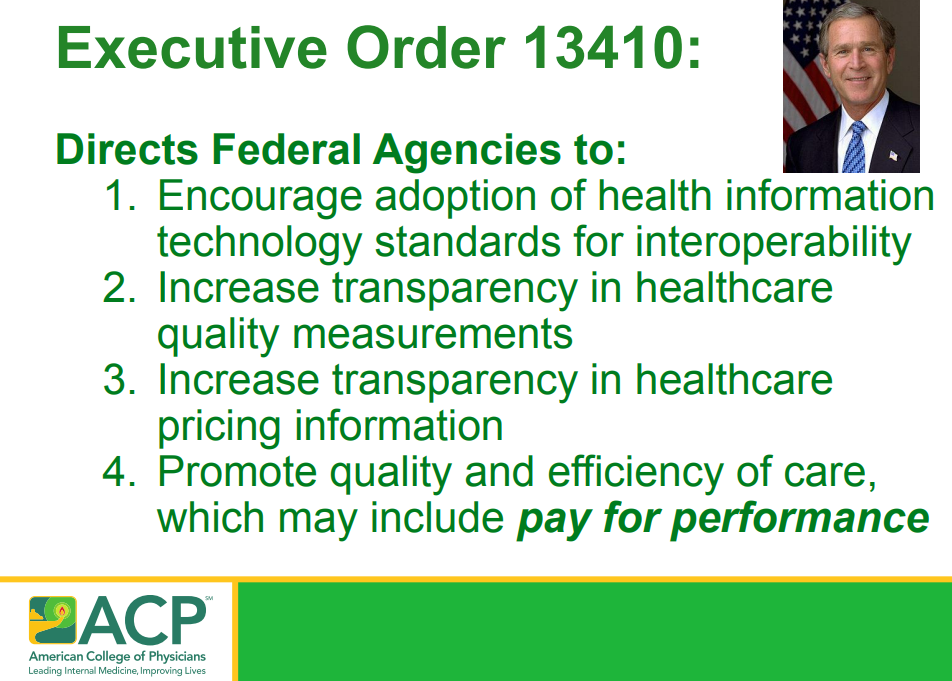 Executive Order 13410:
Directs Federal Agencies to:
1. Encourage adoption of health information
technology standards for interoperability
2. Increase transparency in healthcare
quality measurements
3. Increase transparency in healthcare
pricing information
4. Promote quality and efficiency of care,
which may include pay for performance
ACP SM
American College of Physicians
Leading Internal Medicine, Improving Lives